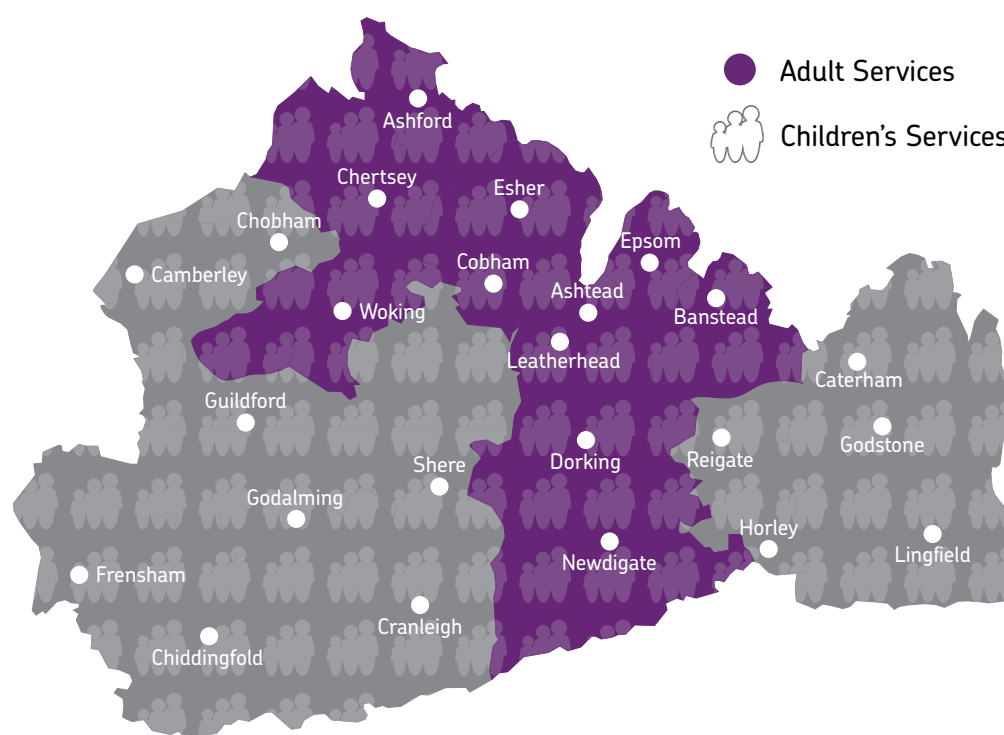 Adult Services
Children's Services
Ashford
Chertsey
Esher
Chobham
Epsom
Camberley
Cobham
Ashtead
Banstead
Woking
Leatherhead
Caterham
Guildford
Godstone
Dorking
Reigate
Shere
Godalming
Horley
Lingfield
Newdigate
Frensham
Cranleigh
Chiddingfold